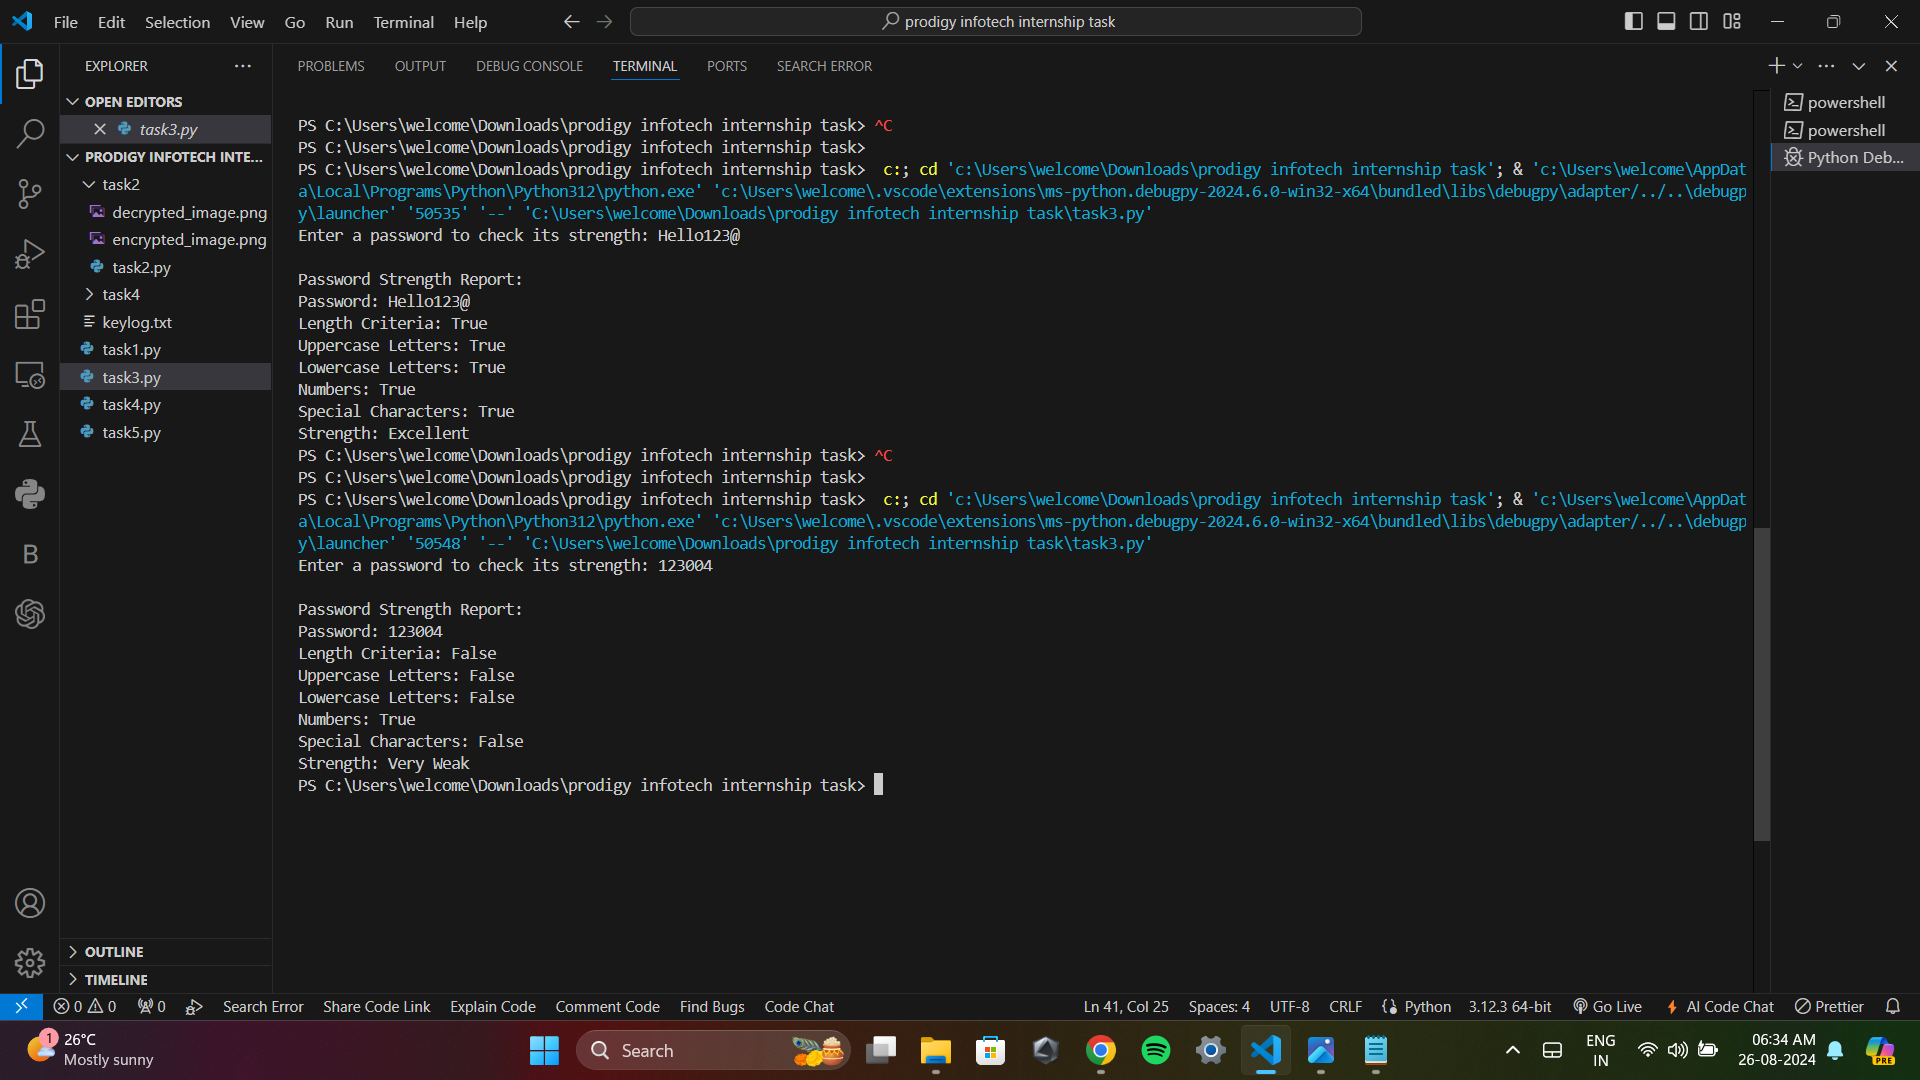 File Edit Selection View Go Run Terminal Help
prodigy infotech internship task
EXPLORER
OPEN EDITORS
task3.py
PRODIGY INFOTECH INTE...
task2
decrypted_image.png
encrypted_image.png
task2.py
task4
keylog.txt
task1.py
task3.py
task4.py
task5.py
OUTLINE
TIMELINE
PROBLEMS OUTPUT DEBUG CONSOLE TERMINAL PORTS SEARCH ERROR
PS C:\Users\welcome\Downloads\prodigy infotech internship task> ^C
PS C:\Users\welcome\Downloads\prodigy infotech internship task>
PS C:\Users\welcome\Downloads\prodigy infotech internship task>  c:; cd 'c:\Users\welcome\Downloads\prodigy infotech internship task'; & 'c:\Users\welcome\AppDat
a\Local\Programs\Python\Python312\python.exe' 'c:\Users\welcome\.vscode\extensions\ms-python.debugpy-2024.6.0-win32-x64\bundled\libs\debugpy\adapter/../..\debugp
y\launcher' '50535' '--' 'C:\Users\welcome\Downloads\prodigy infotech internship task\task3.py'
Enter a password to check its strength: Hello123@
Password Strength Report:
Password: Hello123@
Length Criteria: True
Uppercase Letters: True
Lowercase Letters: True
Numbers: True
Special Characters: True
Strength: Excellent
PS C:\Users\welcome\Downloads\prodigy infotech internship task> ^C
PS C:\Users\welcome\Downloads\prodigy infotech internship task>
PS C:\Users\welcome\Downloads\prodigy infotech internship task>  c:; cd 'c:\Users\welcome\Downloads\prodigy infotech internship task'; & 'c:\Users\welcome\AppDat
a\Local\Programs\Python\Python312\python.exe' 'c:\Users\welcome\.vscode\extensions\ms-python.debugpy-2024.6.0-win32-x64\bundled\libs\debugpy\adapter/../..\debugp
y\launcher' '50548' '--' 'C:\Users\welcome\Downloads\prodigy infotech internship task\task3.py'
Enter a password to check its strength: 123004
Password Strength Report:
Password: 123004
Length Criteria: False
Uppercase Letters: False
Lowercase Letters: False
Numbers: True
Special Characters: False
Strength: Very Weak
PS C:\Users\welcome\Downloads\prodigy infotech internship task>
powershell
powershell
Python Deb...
B
0 0 0 Search Error Share Code Link Explain Code Comment Code Find Bugs Code Chat Ln 41, Col 25 Spaces: 4 UTF-8 CRLF Python 3.12.3 64-bit Go Live AI Code Chat Prettier
1
26°C
Mostly sunny
Search
ENG
IN
06:34 AM
26-08-2024
PRE